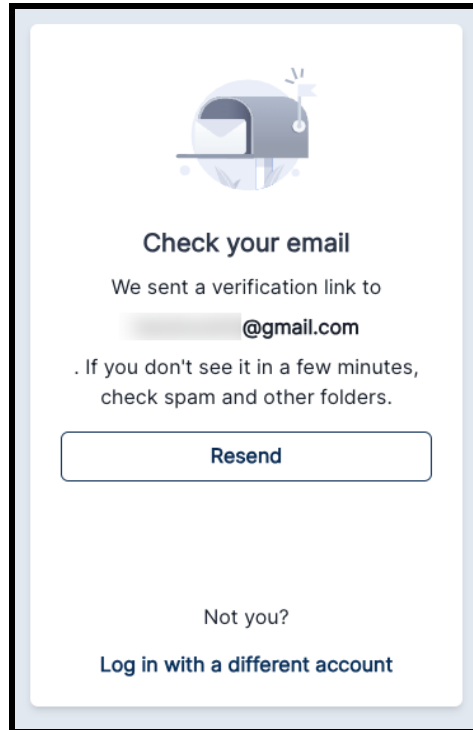 Check your email
We sent a verification link to
@gmail.com
. If you don't see it in a few minutes,
check spam and other folders.
Resend
Not you?
Log in with a different account